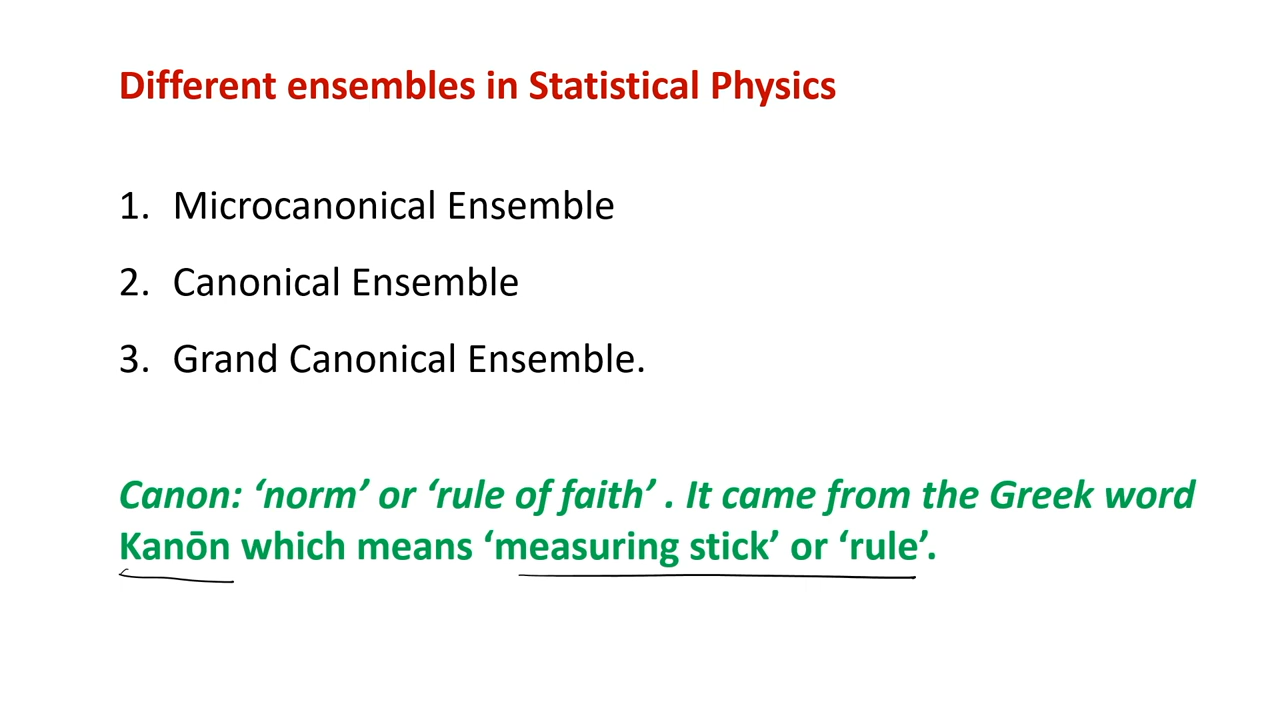 Different ensembles in Statistical Physics
1. Microcanonical Ensemble
2. Canonical Ensemble
3. Grand Canonical Ensemble.
Canon: ‘norm’ or ‘rule of faith’ . It came from the Greek word
Kanōn which means ‘measuring stick’ or ‘rule’.